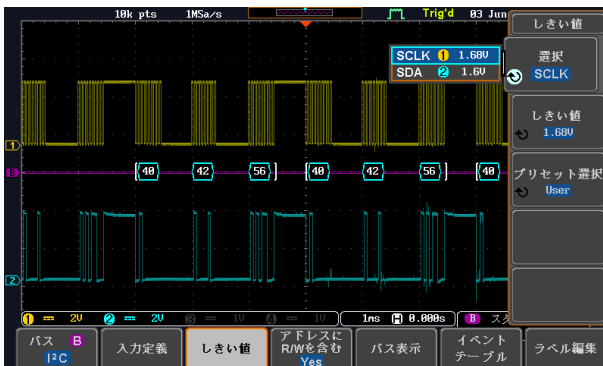 10k pts 1MSa/s Trig'd 03 Jun
しきい値
SCLK 1 1.68V
SDA 2 1.6V
選択
SCLK
しきい値
1.68V
プリセット選択
User
1
B 40 42 56 40 42 56 40
2
1 2V 2 2V 3 1V 4 1V 1ms H 0.000s B
バス B
I²C
入力定義
しきい値
アドレスに
R/Wを含む
Yes
バス表示
イベント
テーブル
ラベル編集